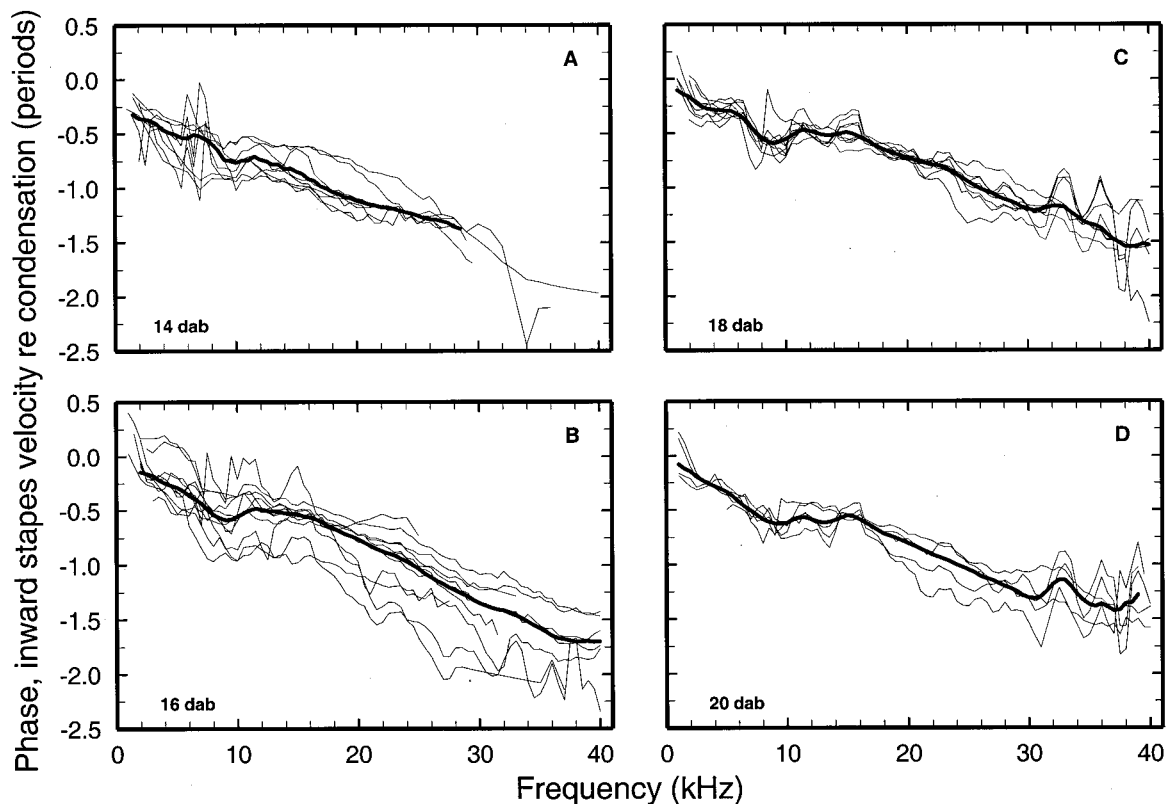 Phase, inward stapes velocity re condensation (periods)
0.5
0.0
-0.5
-1.0
-1.5
-2.0
-2.5
A
14 dab
C
18 dab
0.5
0.0
-0.5
-1.0
-1.5
-2.0
-2.5
B
16 dab
D
20 dab
0 10 20 30 40
0 10 20 30 40
Frequency (kHz)